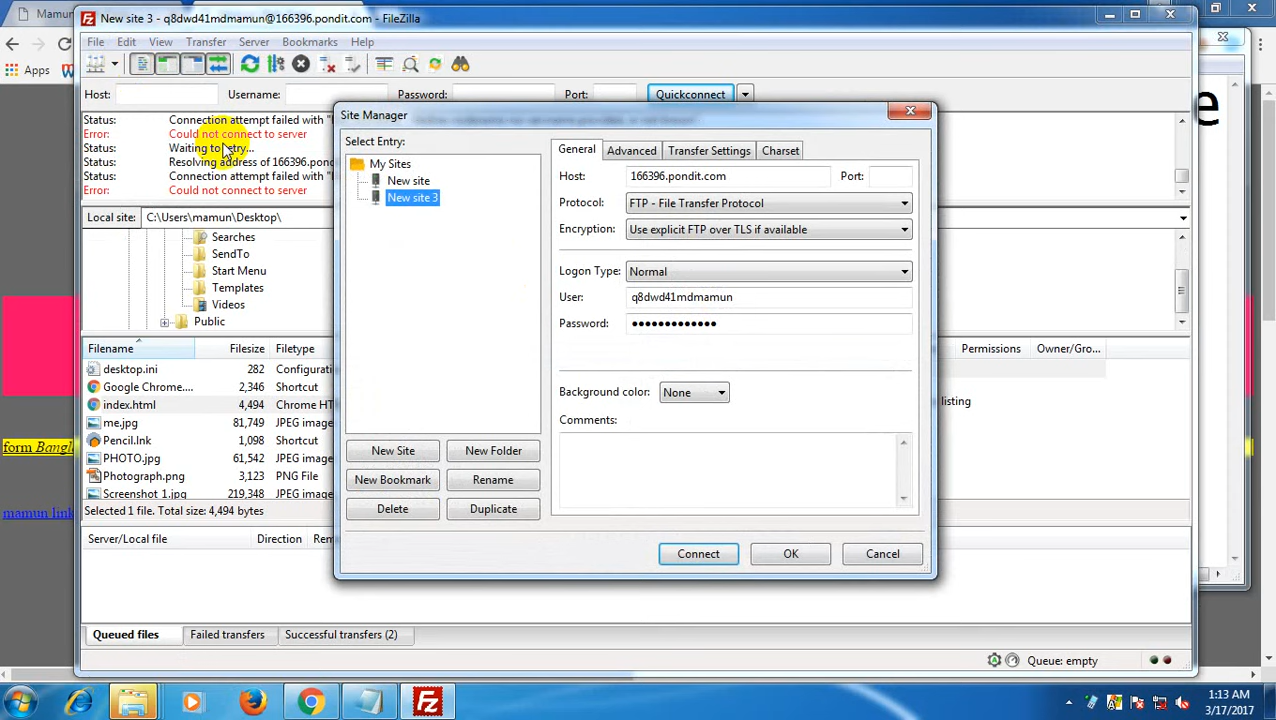 Mamun
New site 3 - q8dwd41mdmamun@166396.pondit.com - FileZilla
File Edit View Transfer Server Bookmarks Help
Apps
Host: Username: Password: Port: Quickconnect
Status: Connection attempt failed with
Error: Could not connect to server
Status: Waiting to retry...
Status: Resolving address of 166396.pond
Status: Connection attempt failed with
Error: Could not connect to server
Local site: C:\Users\mamun\Desktop\
Searches
SendTo
Start Menu
Templates
Videos
Public
Filename Filesize Filetype
Permissions Owner/Gro...
desktop.ini 282 Configurati
Google Chrome.... 2,346 Shortcut
index.html 4,494 Chrome HT
listing
me.jpg 81,749 JPEG image
Pencil.lnk 1,098 Shortcut
PHOTO.jpg 61,542 JPEG image
Photograph.png 3,123 PNG File
Screenshot 1.jpg 219,348 JPEG image
Selected 1 file. Total size: 4,494 bytes
Server/Local file Direction Rem
Queued files Failed transfers Successful transfers (2)
Queue: empty
Site Manager
Select Entry:
My Sites
New site
New site 3
New Site New Folder
New Bookmark Rename
Delete Duplicate
General Advanced Transfer Settings Charset
Host: 166396.pondit.com Port:
Protocol: FTP - File Transfer Protocol
Encryption: Use explicit FTP over TLS if available
Logon Type: Normal
User: q8dwd41mdmamun
Password: •••••••••••••
Background color: None
Comments:
Connect OK Cancel
e
form Bangla
mamun link
1:13 AM
3/17/2017